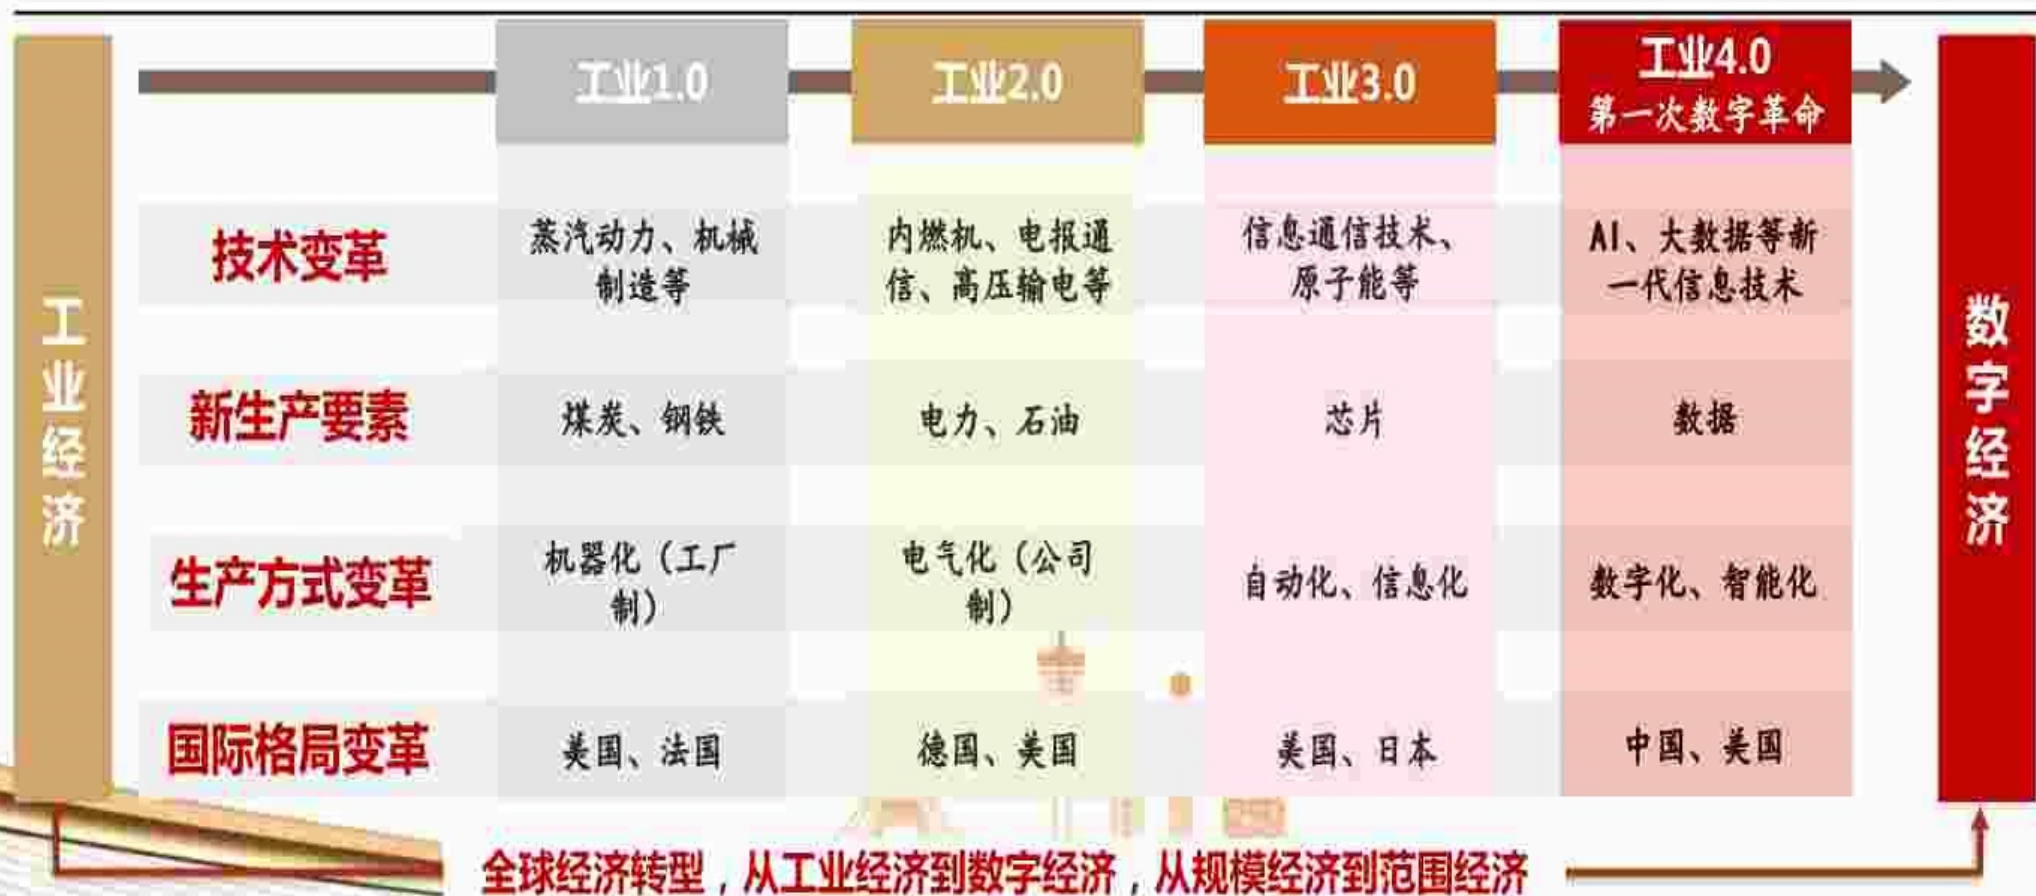 工业经济
工业1.0
工业2.0
工业3.0
工业4.0
第一次数字革命
技术变革
蒸汽动力、机械
制造等
内燃机、电报通
信、高压输电等
信息通信技术、
原子能等
AI、大数据等新
一代信息技术
新生产要素
煤炭、钢铁
电力、石油
芯片
数据
生产方式变革
机器化（工厂
制）
电气化（公司
制）
自动化、信息化
数字化、智能化
国际格局变革
美国、法国
德国、美国
美国、日本
中国、美国
数字经济
全球经济转型，从工业经济到数字经济，从规模经济到范围经济